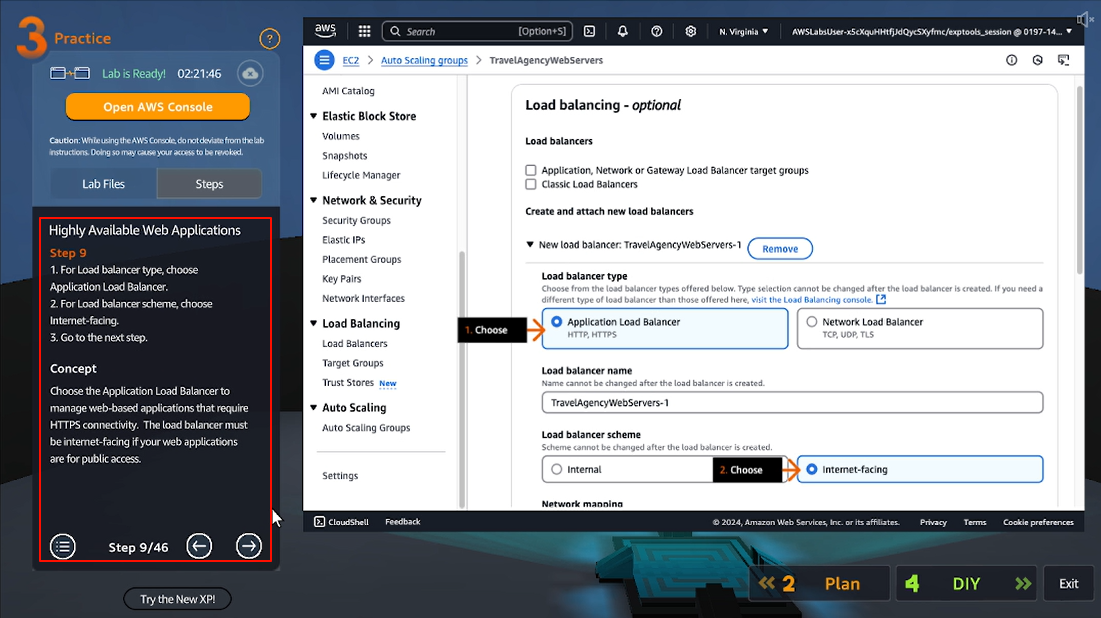 3 Practice
?
Lab is Ready! 02:21:46
Open AWS Console
Caution: While using the AWS Console, do not deviate from the lab
instructions. Doing so may cause your access to be revoked.
Lab Files
Steps
Highly Available Web Applications
Step 9
1. For Load balancer type, choose
Application Load Balancer.
2. For Load balancer scheme, choose
Internet-facing.
3. Go to the next step.
Concept
Choose the Application Load Balancer to
manage web-based applications that require
HTTPS connectivity. The load balancer must
be internet-facing if your web applications
are for public access.
Step 9/46
Try the New XP!
aws
Search [Option+S]
N. Virginia
AWSLabsUser-x5cXquHHtfjJdQycSXyfmc/exptools_session @ 0197-14...
EC2 > Auto Scaling groups > TravelAgencyWebServers
AMI Catalog
Elastic Block Store
Volumes
Snapshots
Lifecycle Manager
Network & Security
Security Groups
Elastic IPs
Placement Groups
Key Pairs
Network Interfaces
Load Balancing
Load Balancers
Target Groups
Trust Stores New
Auto Scaling
Auto Scaling Groups
Settings
Load balancing - optional
Load balancers
Application, Network or Gateway Load Balancer target groups
Classic Load Balancers
Create and attach new load balancers
New load balancer: TravelAgencyWebServers-1
Remove
Load balancer type
Choose from the load balancer types offered below. Type selection cannot be changed after the load balancer is created. If you need a
different type of load balancer than those offered here, visit the Load Balancing console.
1. Choose
Application Load Balancer
HTTP, HTTPS
Network Load Balancer
TCP, UDP, TLS
Load balancer name
Name cannot be changed after the load balancer is created.
TravelAgencyWebServers-1
Load balancer scheme
Scheme cannot be changed after the load balancer is created.
Internal
2. Choose
Internet-facing
Network mapping
CloudShell
Feedback
© 2024, Amazon Web Services, Inc. or its affiliates.
Privacy
Terms
Cookie preferences
2 Plan
4 DIY
Exit